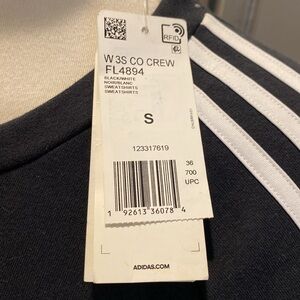 RFID
W 3S CO CREW
FL4894
BLACK/WHITE
NOIR/BLANC
SWEATSHIRTS
SWEATSHIRTS
S
123317619
36
700
UPC
1 92613 36078 4
ADIDAS.COM